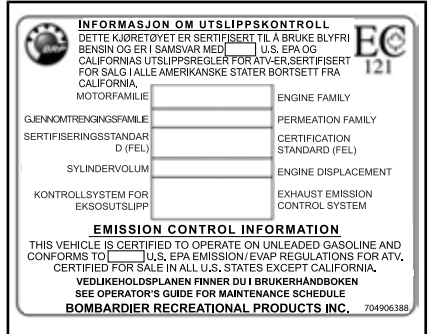 INFORMASJON OM UTSLIPPSKONTROLL
DETTE KJØRETØYET ER SERTIFISERT TIL Å BRUKE BLYFRI
BENSIN OG ER I SAMSVAR MED U.S. EPA OG
CALIFORNIAS UTSLIPPSREGLER FOR ATV-ER,SERTIFISERT
FOR SALG I ALLE AMERIKANSKE STATER BORTSETT FRA
CALIFORNIA.
BRP
EC
121
MOTORFAMILIE ENGINE FAMILY
GJENNOMTRENGINGSFAMILIE PERMEATION FAMILY
SERTIFISERINGSSTANDAR CERTIFICATION
D (FEL) STANDARD (FEL)
SYLINDERVOLUM ENGINE DISPLACEMENT
KONTROLLSYSTEM FOR EXHAUST EMISSION
EKSOSUTSLIPP CONTROL SYSTEM
EMISSION CONTROL INFORMATION
THIS VEHICLE IS CERTIFIED TO OPERATE ON UNLEADED GASOLINE AND
CONFORMS TO U.S. EPA EMISSION/EVAP REGULATIONS FOR ATV.
CERTIFIED FOR SALE IN ALL U.S. STATES EXCEPT CALIFORNIA.
VEDLIKEHOLDSPLANEN FINNER DU I BRUKERHÅNDBOKEN
SEE OPERATOR'S GUIDE FOR MAINTENANCE SCHEDULE
BOMBARDIER RECREATIONAL PRODUCTS INC. 704906388